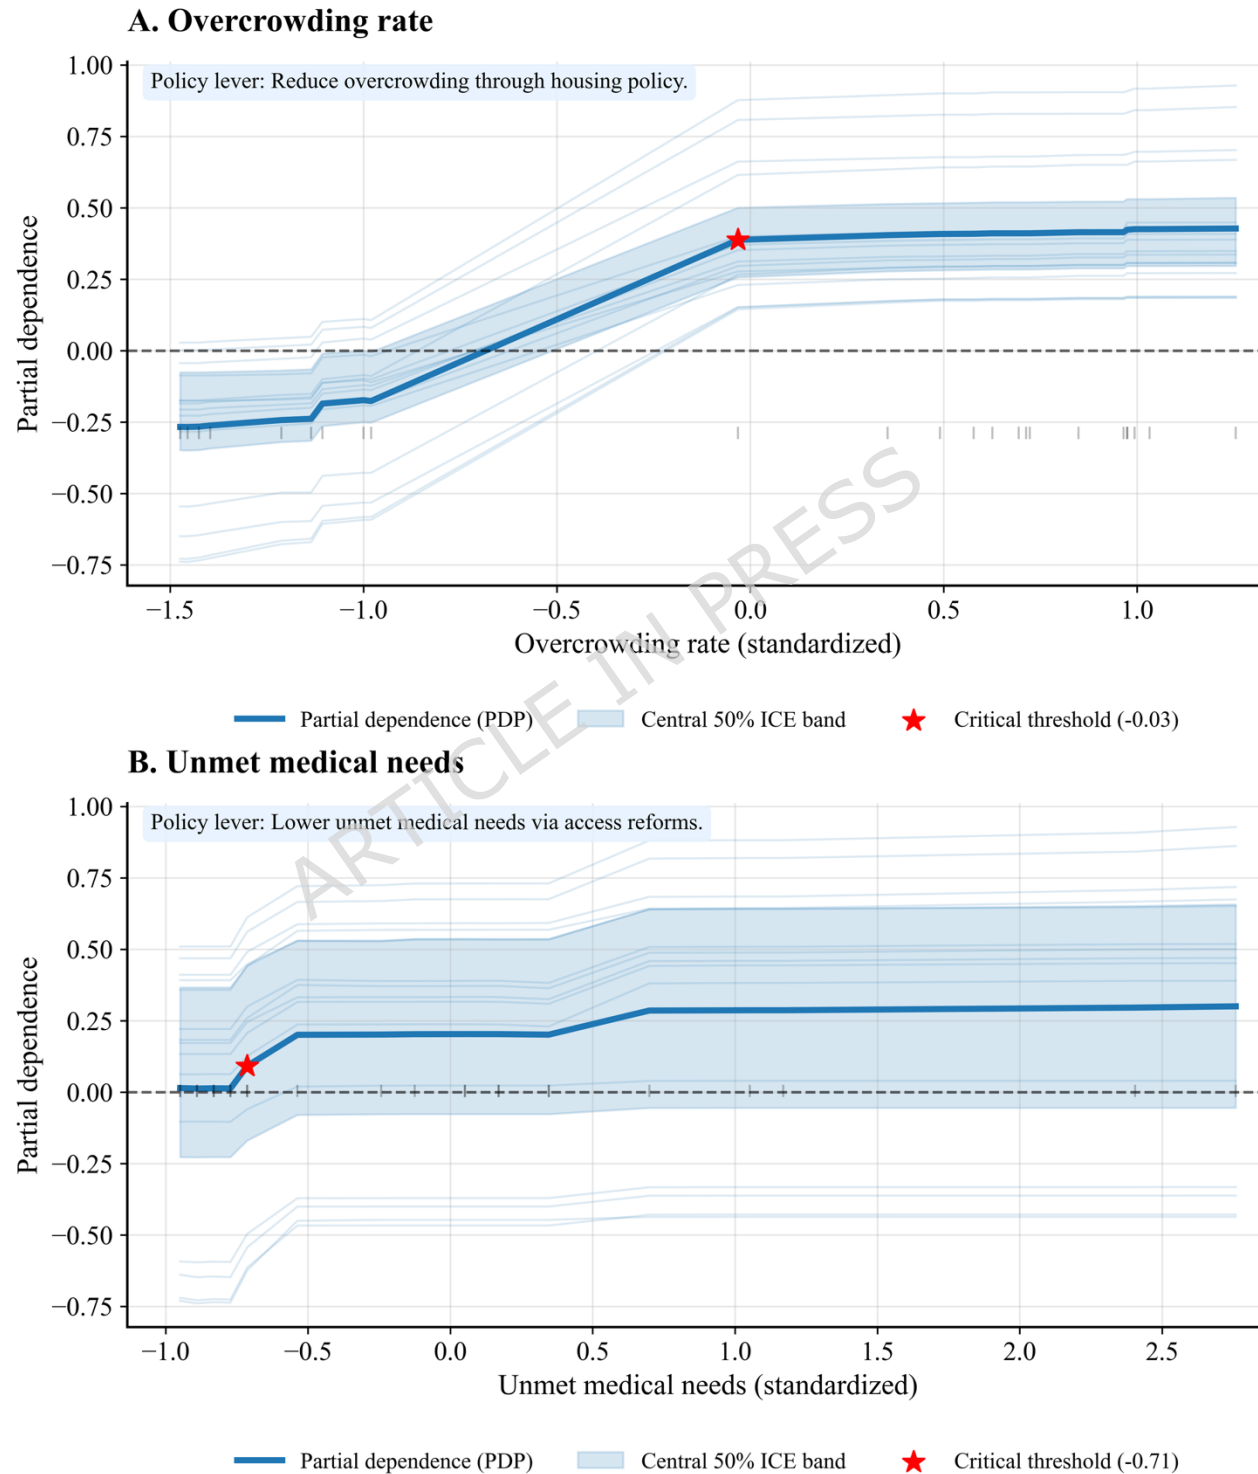 A. Overcrowding rate
Policy lever: Reduce overcrowding through housing policy.
1.00
0.75
0.50
0.25
0.00
−0.25
−0.50
−0.75
Partial dependence
−1.5 −1.0 −0.5 0.0 0.5 1.0
Overcrowding rate (standardized)
Partial dependence (PDP) Central 50% ICE band Critical threshold (-0.03)
ARTICLE IN PRESS
B. Unmet medical needs
Policy lever: Lower unmet medical needs via access reforms.
1.00
0.75
0.50
0.25
0.00
−0.25
−0.50
−0.75
Partial dependence
−1.0 −0.5 0.0 0.5 1.0 1.5 2.0 2.5
Unmet medical needs (standardized)
Partial dependence (PDP) Central 50% ICE band Critical threshold (-0.71)